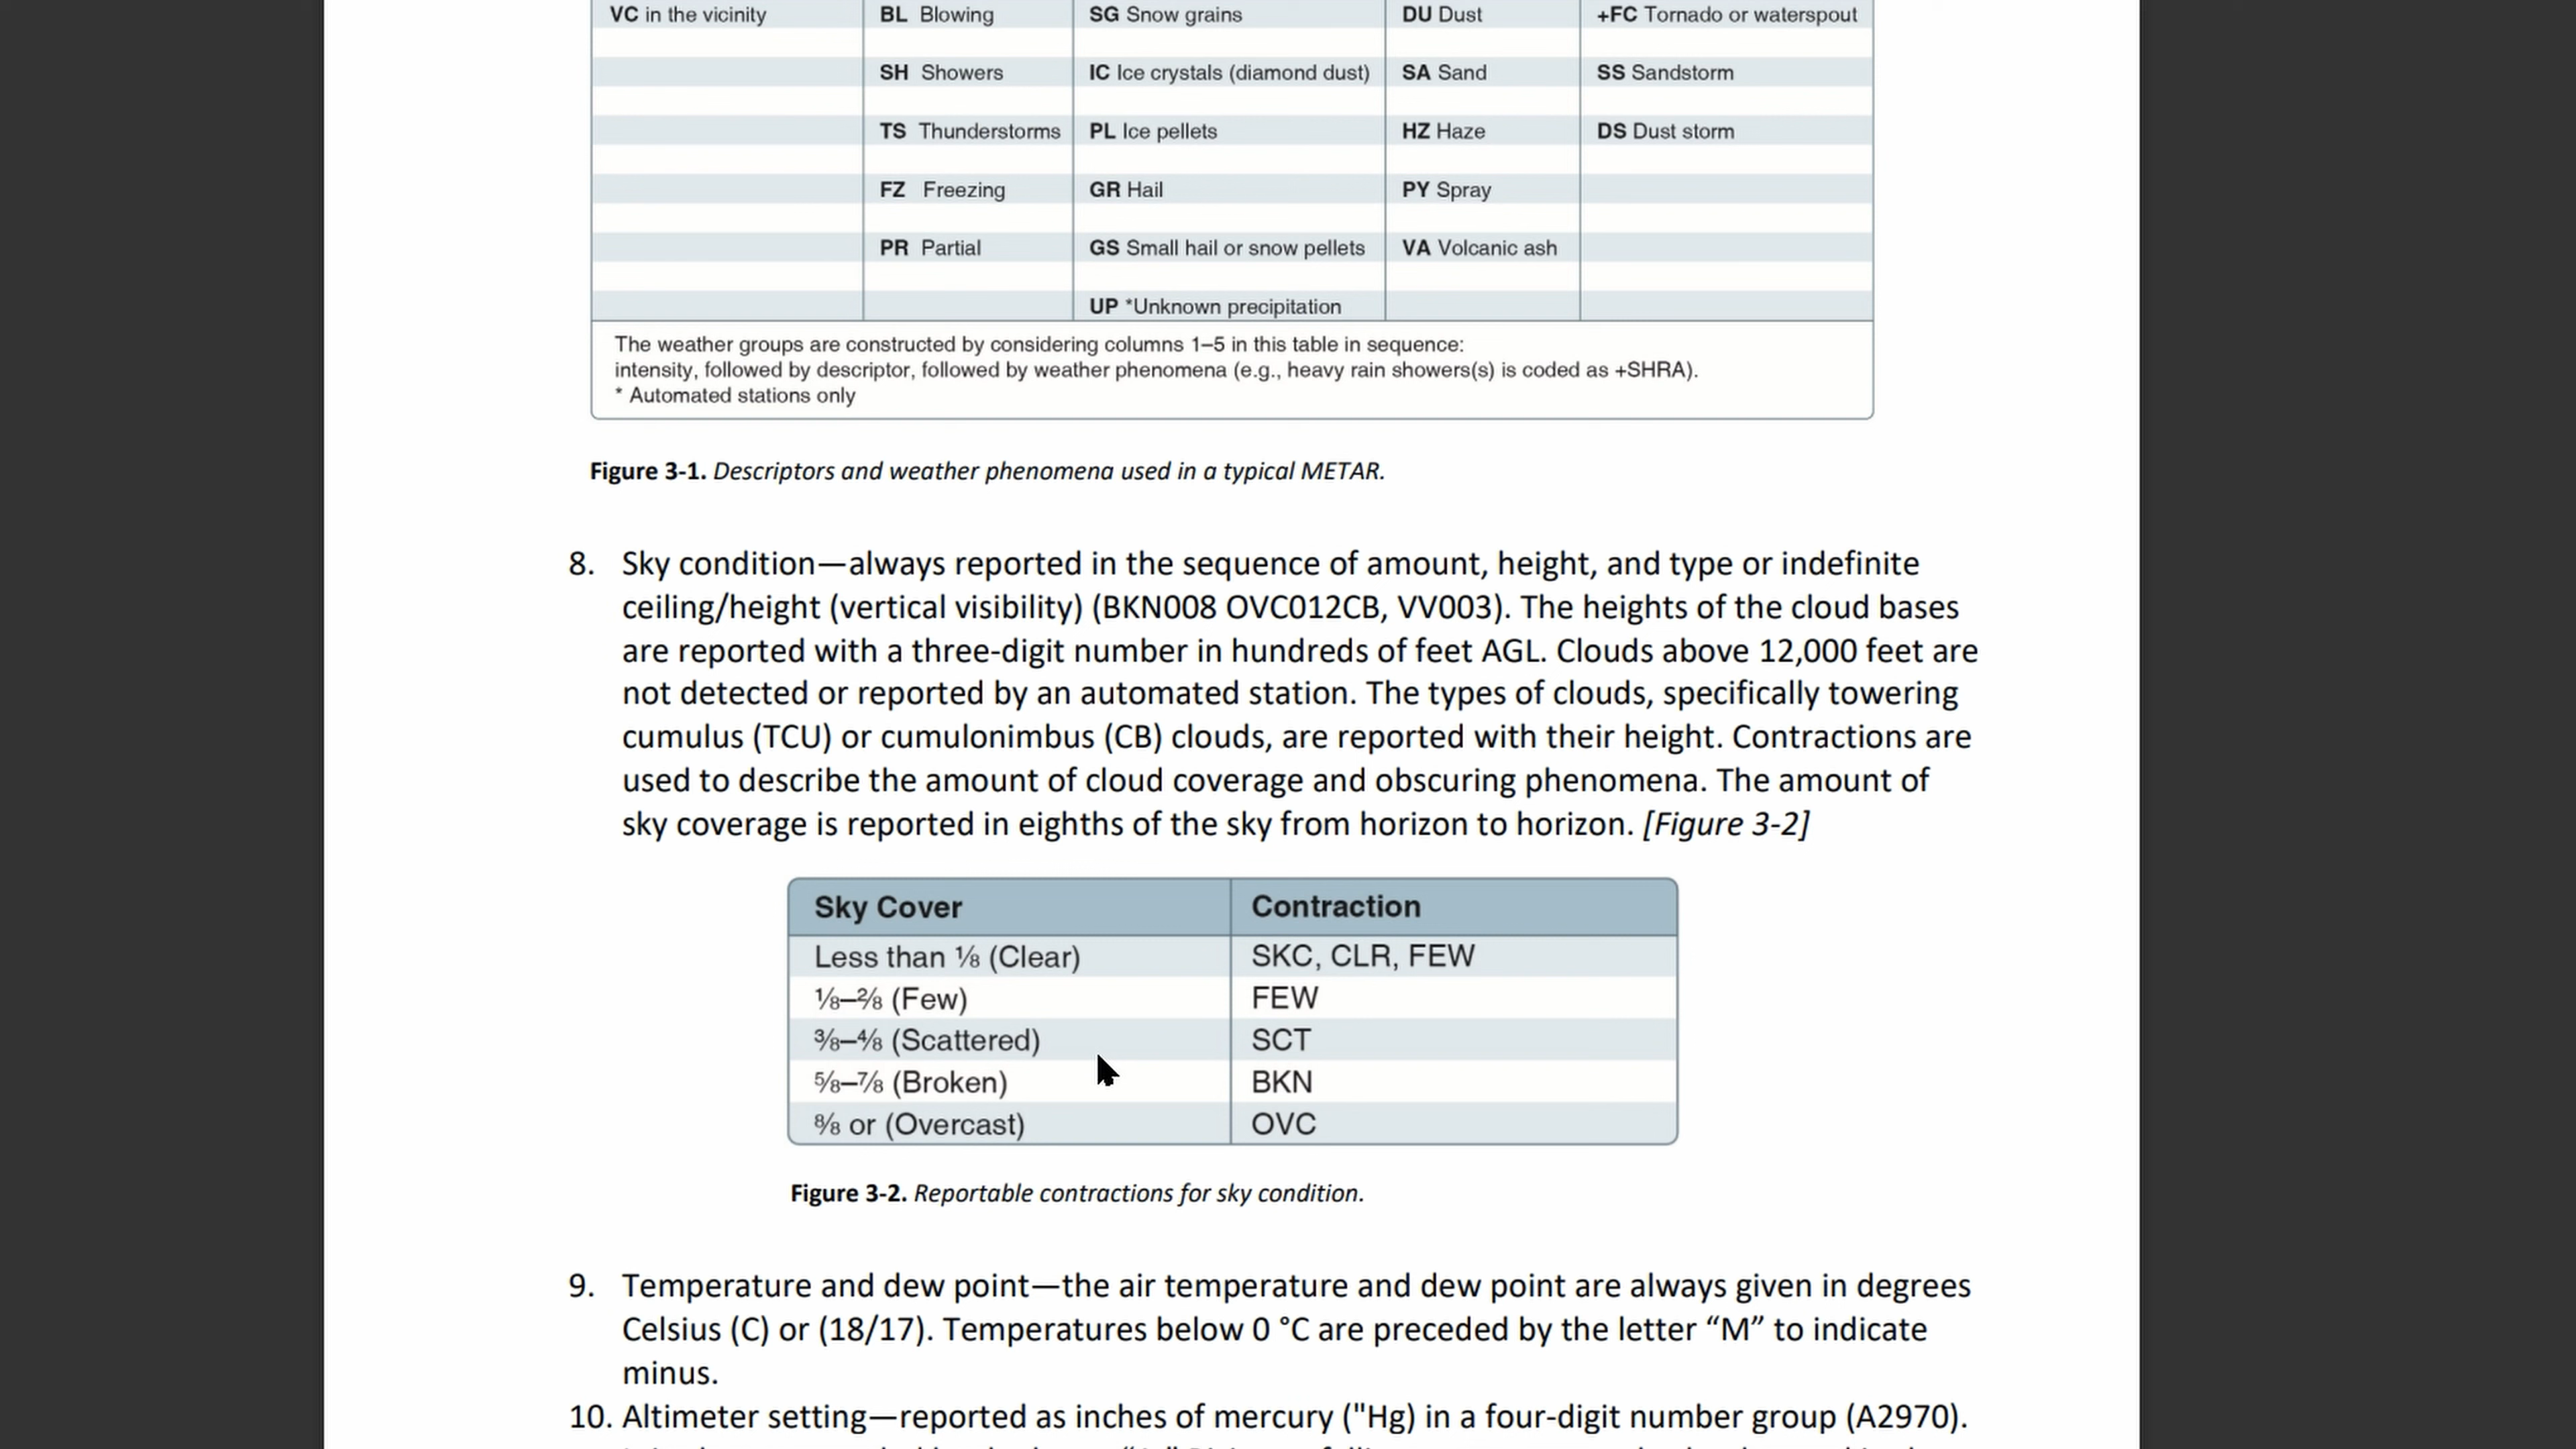 VC in the vicinity BL Blowing SG Snow grains DU Dust +FC Tornado or waterspout
SH Showers IC Ice crystals (diamond dust) SA Sand SS Sandstorm
TS Thunderstorms PL Ice pellets HZ Haze DS Dust storm
FZ Freezing GR Hail PY Spray
PR Partial GS Small hail or snow pellets VA Volcanic ash
UP *Unknown precipitation
The weather groups are constructed by considering columns 1–5 in this table in sequence:
intensity, followed by descriptor, followed by weather phenomena (e.g., heavy rain showers(s) is coded as +SHRA).
* Automated stations only
Figure 3-1. Descriptors and weather phenomena used in a typical METAR.
8. Sky condition—always reported in the sequence of amount, height, and type or indefinite
ceiling/height (vertical visibility) (BKN008 OVC012CB, VV003). The heights of the cloud bases
are reported with a three-digit number in hundreds of feet AGL. Clouds above 12,000 feet are
not detected or reported by an automated station. The types of clouds, specifically towering
cumulus (TCU) or cumulonimbus (CB) clouds, are reported with their height. Contractions are
used to describe the amount of cloud coverage and obscuring phenomena. The amount of
sky coverage is reported in eighths of the sky from horizon to horizon. [Figure 3-2]
Sky Cover Contraction
Less than ⅛ (Clear) SKC, CLR, FEW
⅛–2⁄8 (Few) FEW
⅜–4⁄8 (Scattered) SCT
⅝–⅞ (Broken) BKN
8⁄8 or (Overcast) OVC
Figure 3-2. Reportable contractions for sky condition.
9. Temperature and dew point—the air temperature and dew point are always given in degrees
Celsius (C) or (18/17). Temperatures below 0 °C are preceded by the letter “M” to indicate
minus.
10. Altimeter setting—reported as inches of mercury ("Hg) in a four-digit number group (A2970).